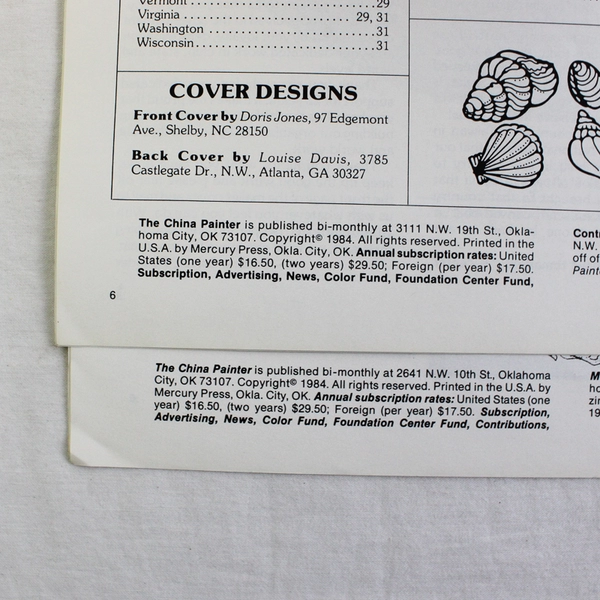 Vermont ..... 29
Virginia ..... 29, 31
Washington ..... 31
Wisconsin ..... 31
COVER DESIGNS
Front Cover by Doris Jones, 97 Edgemont
Ave., Shelby, NC 28150
Back Cover by Louise Davis, 3785
Castlegate Dr., N.W., Atlanta, GA 30327
The China Painter is published bi-monthly at 3111 N.W. 19th St., Okla-
homa City, OK 73107. Copyright© 1984. All rights reserved. Printed in the
U.S.A. by Mercury Press, Okla. City, OK. Annual subscription rates: United
States (one year) $16.50, (two years) $29.50; Foreign (per year) $17.50.
Subscription, Advertising, News, Color Fund, Foundation Center Fund,
6
Contr
N.W.
off of
Paint
The China Painter is published bi-monthly at 2641 N.W. 10th St., Oklahoma
City, OK 73107. Copyright© 1984. All rights reserved. Printed in the U.S.A. by
Mercury Press, Okla. City, OK. Annual subscription rates: United States (one
year) $16.50, (two years) $29.50; Foreign (per year) $17.50. Subscription,
Advertising, News, Color Fund, Foundation Center Fund, Contributions,
M
ho
zin
19